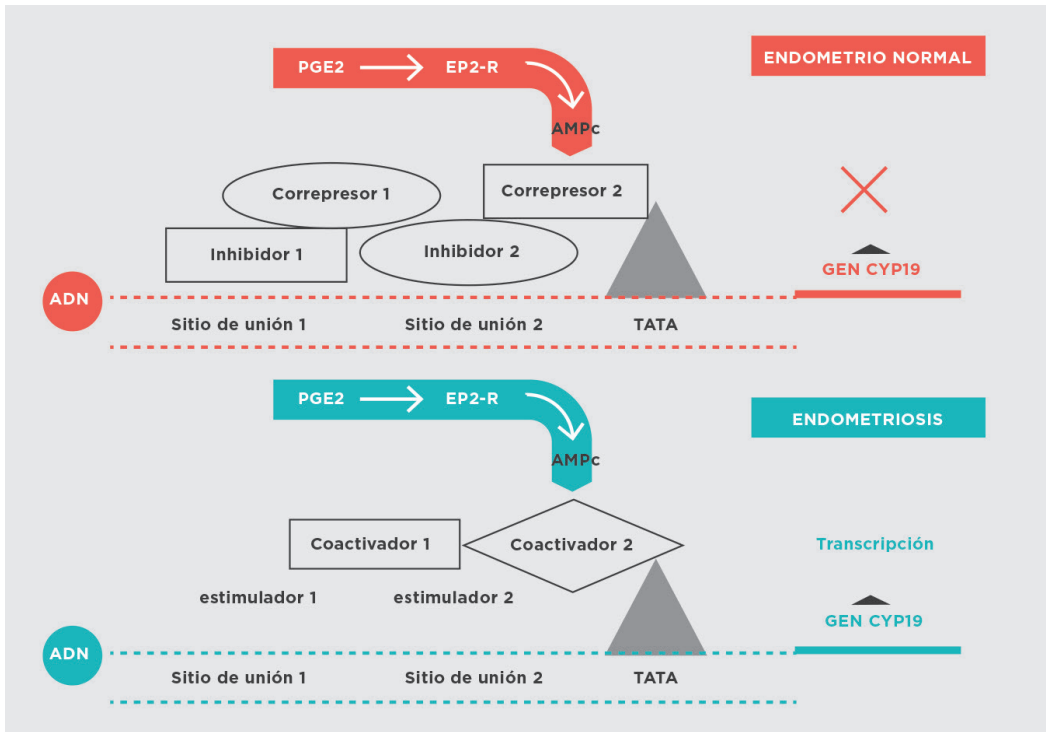 PGE2 EP2-R
ENDOMETRIO NORMAL
AMPc
Correpresor 1
Correpresor 2
Inhibidor 1
Inhibidor 2
GEN CYP19
ADN
Sitio de unión 1
Sitio de unión 2
TATA
PGE2 EP2-R
ENDOMETRIOSIS
AMPc
Coactivador 1
Coactivador 2
Transcripción
estimulador 1
estimulador 2
GEN CYP19
ADN
Sitio de unión 1
Sitio de unión 2
TATA